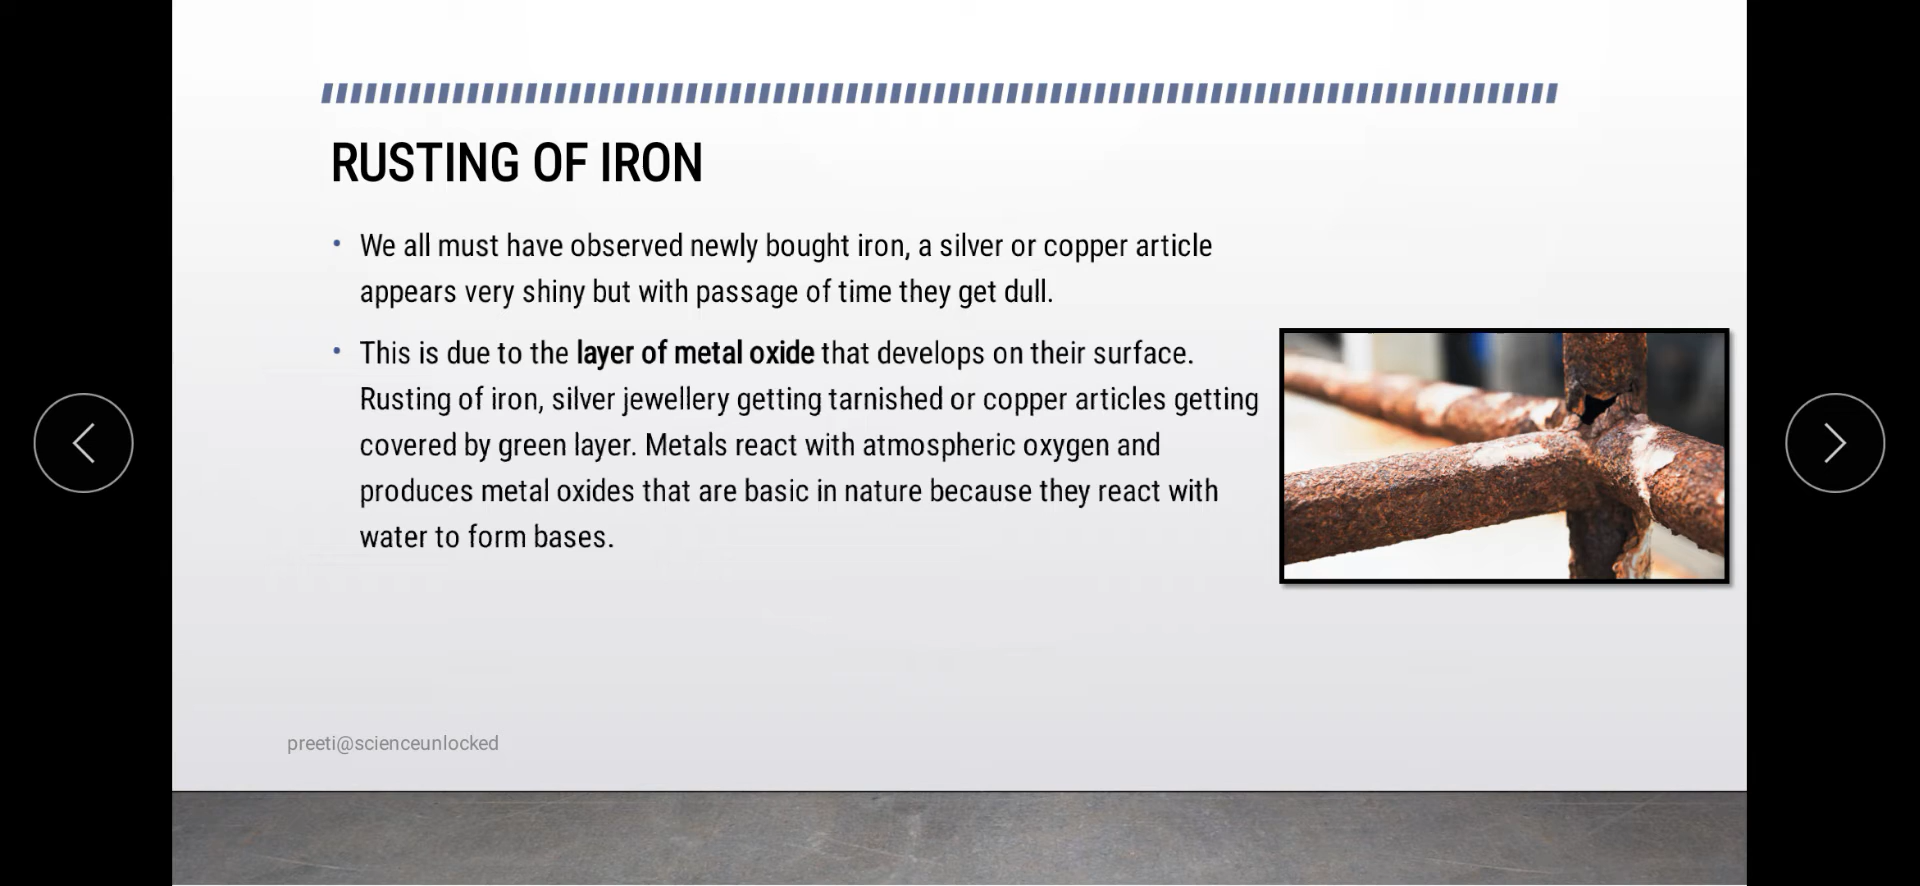 RUSTING OF IRON
• We all must have observed newly bought iron, a silver or copper article
appears very shiny but with passage of time they get dull.
• This is due to the layer of metal oxide that develops on their surface.
Rusting of iron, silver jewellery getting tarnished or copper articles getting
covered by green layer. Metals react with atmospheric oxygen and
produces metal oxides that are basic in nature because they react with
water to form bases.
preeti@scienceunlocked